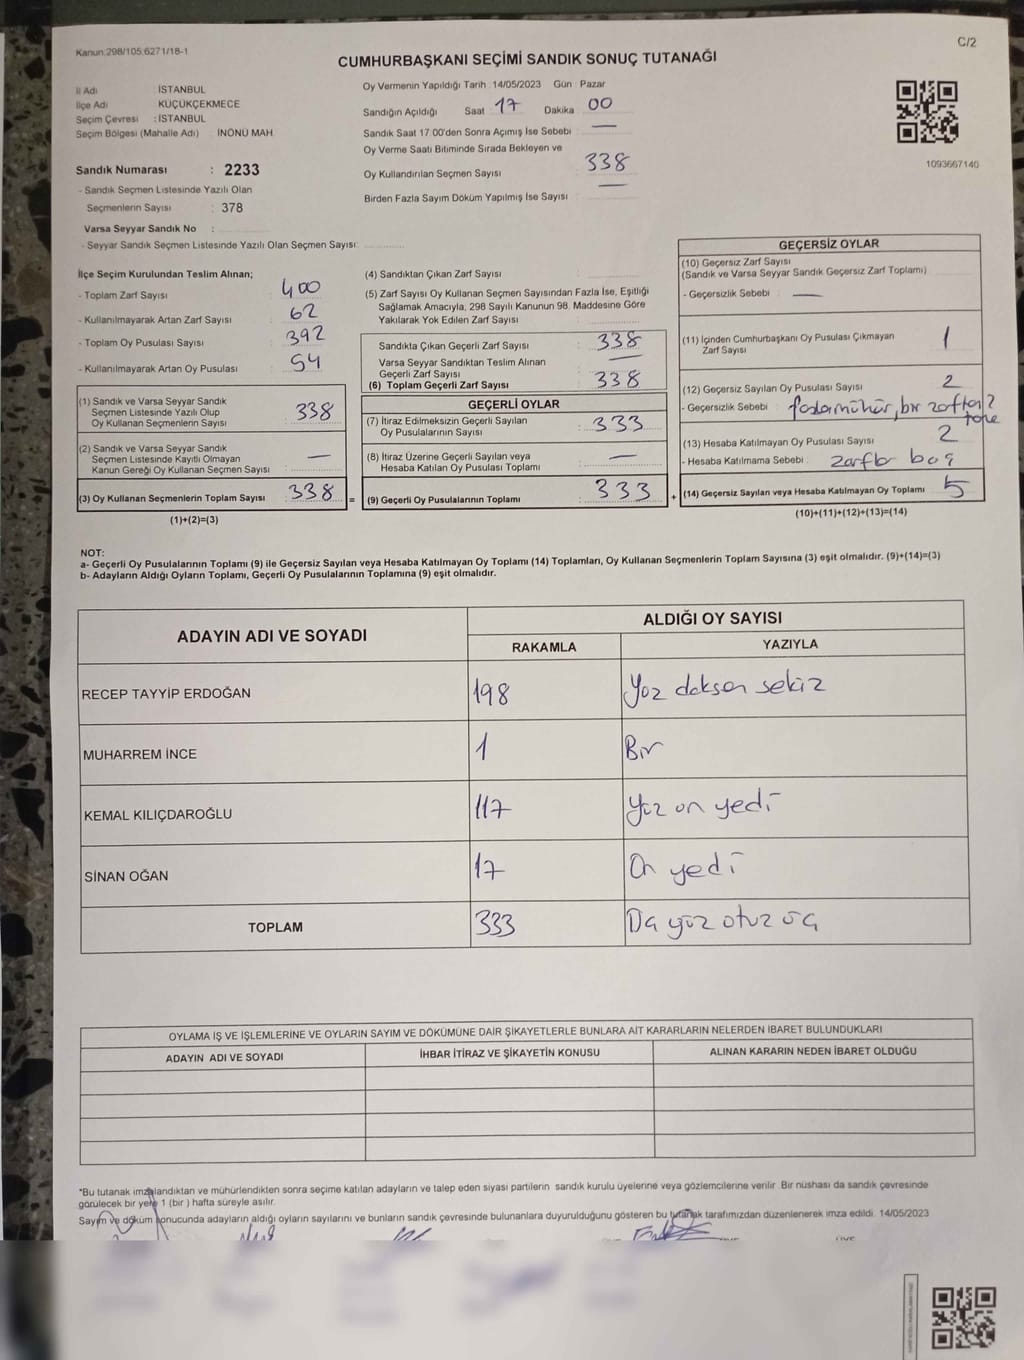 Kanun:298/105,6271/18-1
C/2
CUMHURBAŞKANI SEÇİMİ SANDIK SONUÇ TUTANAĞI
İl Adı : İSTANBUL
İlçe Adı KÜÇÜKÇEKMECE
Seçim Çevresi : İSTANBUL
Seçim Bölgesi (Mahalle Adı) : İNÖNÜ MAH.
Sandık Numarası : 2233
- Sandık Seçmen Listesinde Yazılı Olan
Seçmenlerin Sayısı : 378
Varsa Seyyar Sandık No :
- Seyyar Sandık Seçmen Listesinde Yazılı Olan Seçmen Sayısı:
Oy Vermenin Yapıldığı Tarih : 14/05/2023 Gün : Pazar
Sandığın Açıldığı Saat 17 Dakika 00
Sandık Saat 17.00'den Sonra Açımış İse Sebebi : —
Oy Verme Saati Bitiminde Sırada Bekleyen ve
Oy Kullandırılan Seçmen Sayısı : 338
Birden Fazla Sayım Döküm Yapılmış İse Sayısı : —
1093667140
İlçe Seçim Kurulundan Teslim Alınan;
- Toplam Zarf Sayısı : 400
- Kullanılmayarak Artan Zarf Sayısı : 62
- Toplam Oy Pusulası Sayısı : 392
- Kullanılmayarak Artan Oy Pusulası : 54
(1) Sandık ve Varsa Seyyar Sandık
Seçmen Listesinde Yazılı Olup
Oy Kullanan Seçmenlerin Sayısı : 338
(2) Sandık ve Varsa Seyyar Sandık
Seçmen Listesinde Kayıtlı Olmayan
Kanun Gereği Oy Kullanan Seçmen Sayısı : —
(3) Oy Kullanan Seçmenlerin Toplam Sayısı : 338
(1)+(2)=(3)
=
(4) Sandıktan Çıkan Zarf Sayısı :
(5) Zarf Sayısı Oy Kullanan Seçmen Sayısından Fazla İse, Eşitliği
Sağlamak Amacıyla, 298 Sayılı Kanunun 98. Maddesine Göre
Yakılarak Yok Edilen Zarf Sayısı :
Sandıkta Çıkan Geçerli Zarf Sayısı : 338
Varsa Seyyar Sandıktan Teslim Alınan
Geçerli Zarf Sayısı : —
(6) Toplam Geçerli Zarf Sayısı : 338
GEÇERLİ OYLAR
(7) İtiraz Edilmeksizin Geçerli Sayılan
Oy Pusulalarının Sayısı : 333
(8) İtiraz Üzerine Geçerli Sayılan veya
Hesaba Katılan Oy Pusulası Toplamı : —
(9) Geçerli Oy Pusulalarının Toplamı : 333
+
GEÇERSİZ OYLAR
(10) Geçersiz Zarf Sayısı
(Sandık ve Varsa Seyyar Sandık Geçersiz Zarf Toplamı)
- Geçersizlik Sebebi : —
(11) İçinden Cumhurbaşkanı Oy Pusulası Çıkmayan
Zarf Sayısı : 1
(12) Geçersiz Sayılan Oy Pusulası Sayısı : 2
- Geçersizlik Sebebi : fazla mühür, bir zarfta 2
tane
(13) Hesaba Katılmayan Oy Pusulası Sayısı : 2
- Hesaba Katılmama Sebebi : zarflar boş
(14) Geçersiz Sayılan veya Hesaba Katılmayan Oy Toplamı : 5
(10)+(11)+(12)+(13)=(14)
NOT:
a- Geçerli Oy Pusulalarının Toplamı (9) ile Geçersiz Sayılan veya Hesaba Katılmayan Oy Toplamı (14) Toplamları, Oy Kullanan Seçmenlerin Toplam Sayısına (3) eşit olmalıdır. (9)+(14)=(3)
b- Adayların Aldığı Oyların Toplamı, Geçerli Oy Pusulalarının Toplamına (9) eşit olmalıdır.
ADAYIN ADI VE SOYADI
ALDIĞI OY SAYISI
RAKAMLA YAZIYLA
RECEP TAYYİP ERDOĞAN 198 Yüz doksan sekiz
MUHARREM İNCE 1 Bir
KEMAL KILIÇDAROĞLU 117 Yüz on yedi
SİNAN OĞAN 17 On yedi
TOPLAM 333 Üç yüz otuz üç
OYLAMA İŞ VE İŞLEMLERİNE VE OYLARIN SAYIM VE DÖKÜMÜNE DAİR ŞİKAYETLERLE BUNLARA AİT KARARLARIN NELERDEN İBARET BULUNDUKLARI
ADAYIN ADI VE SOYADI İHBAR İTİRAZ VE ŞİKAYETİN KONUSU ALINAN KARARIN NEDEN İBARET OLDUĞU
*Bu tutanak imzalandıktan ve mühürlendikten sonra seçime katılan adayların ve talep eden siyasi partilerin sandık kurulu üyelerine veya gözlemcilerine verilir. Bir nüshası da sandık çevresinde
görülecek bir yere 1 (bir) hafta süreyle asılır.
Sayım ve döküm sonucunda adayların aldığı oyların sayılarını ve bunların sandık çevresinde bulunanlara duyurulduğunu gösteren bu tutanak tarafımızdan düzenlenerek imza edildi. 14/05/2023